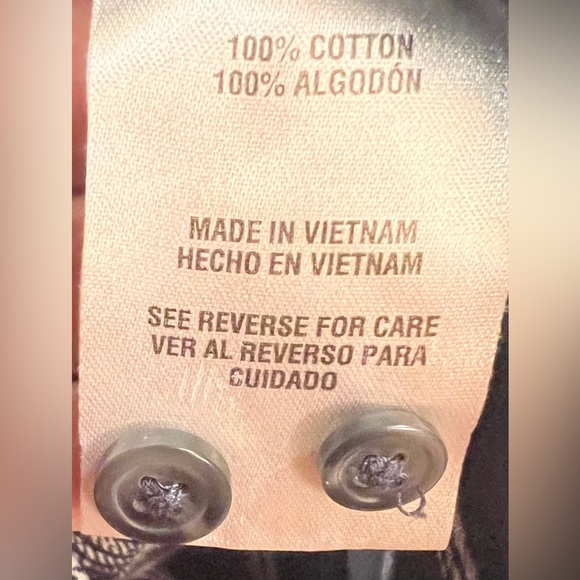 100% COTTON
100% ALGODÓN
MADE IN VIETNAM
HECHO EN VIETNAM
SEE REVERSE FOR CARE
VER AL REVERSO PARA
CUIDADO